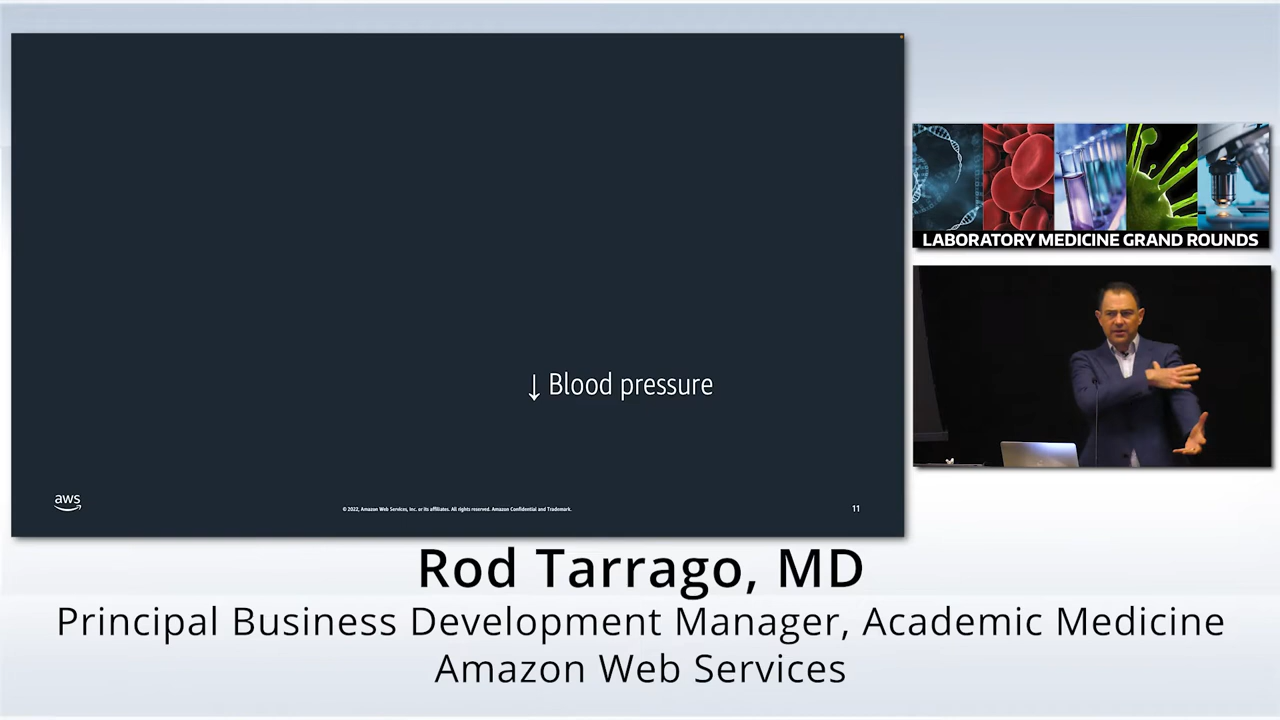 ↓ Blood pressure
aws
© 2022, Amazon Web Services, Inc. or its affiliates. All rights reserved. Amazon Confidential and Trademark.
11
LABORATORY MEDICINE GRAND ROUNDS
Rod Tarrago, MD
Principal Business Development Manager, Academic Medicine
Amazon Web Services